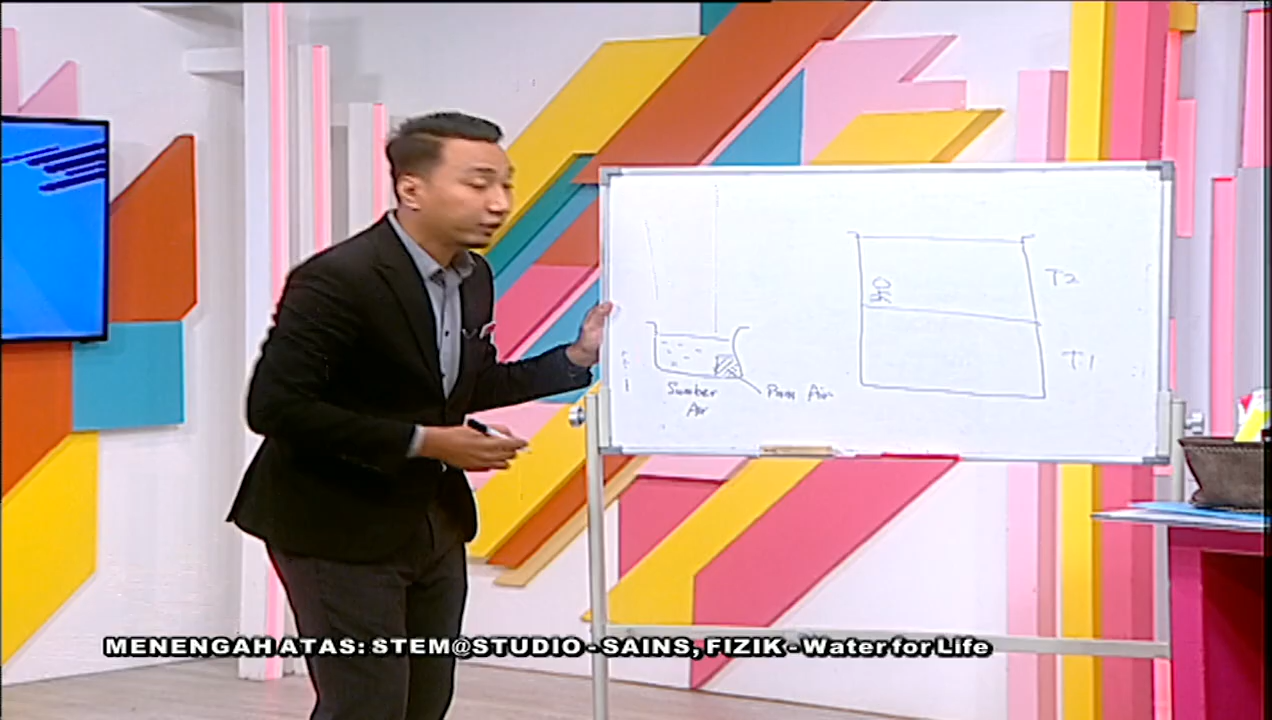 T2
T1
Sumber
Air
Pam Air
MENENGAH ATAS: STEM@STUDIO - SAINS, FIZIK - Water for Life